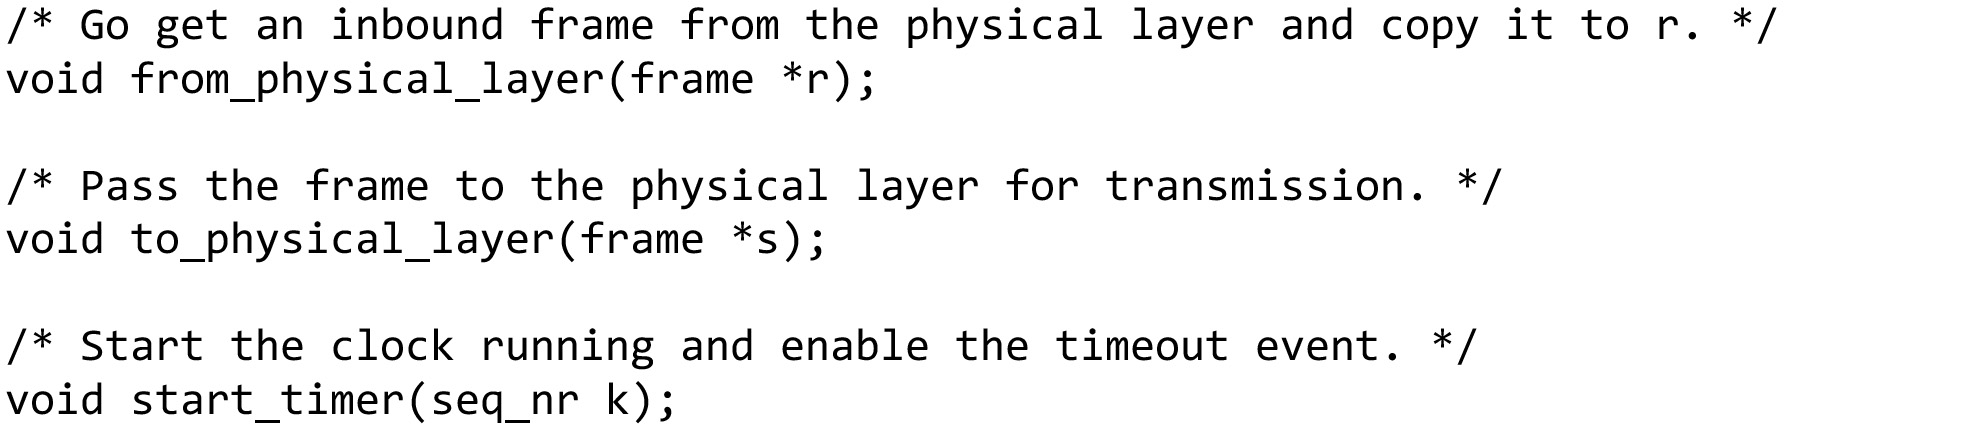 /* Go get an inbound frame from the physical layer and copy it to r. */
void from_physical_layer(frame *r);
/* Pass the frame to the physical layer for transmission. */
void to_physical_layer(frame *s);
/* Start the clock running and enable the timeout event. */
void start_timer(seq_nr k);